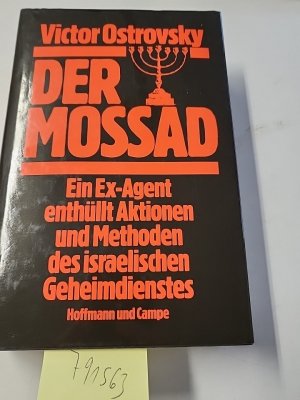 Victor Ostrovsky
DER
MOSSAD
Ein Ex-Agent
enthüllt Aktionen
und Methoden
des israelischen
Geheimdienstes
Hoffmann und Campe
791563